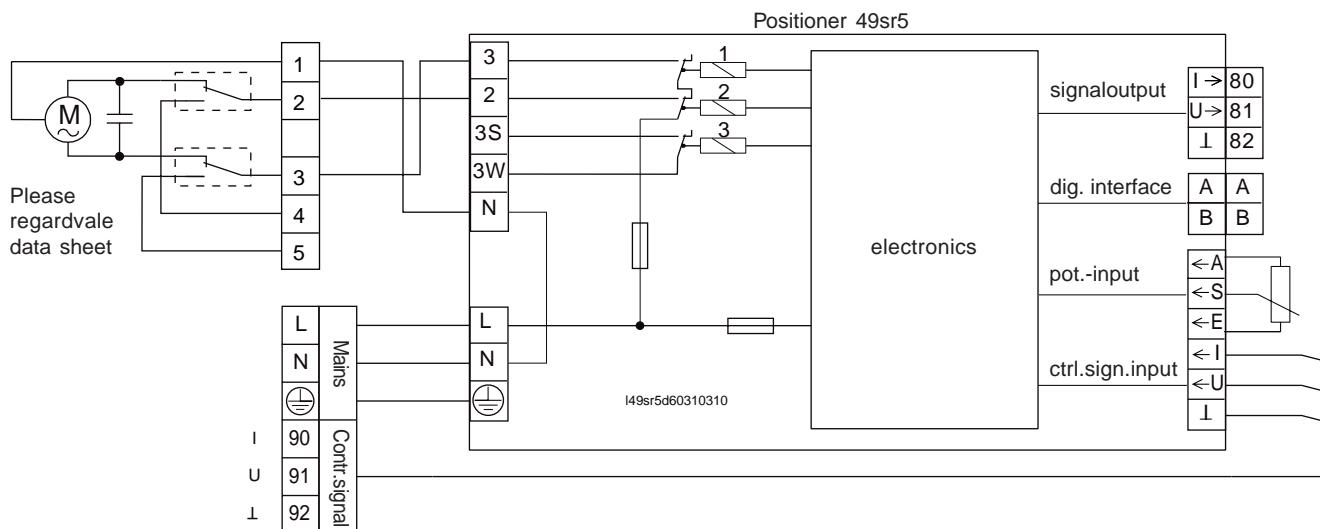 Positioner 49sr5
1
2
3
4
5
M
Please
regardvale
data sheet
3
2
3S
3W
N
1
2
3
electronics
signaloutput
dig. interface
pot.-input
ctrl.sign.input
I → 80
U→ 81
⊥ 82
A A
B B
←A
←S
←E
←I
←U
⊥
L
N
Mains
L
N
l49sr5d60310310
I 90
U 91
⊥ 92
Contr.signal